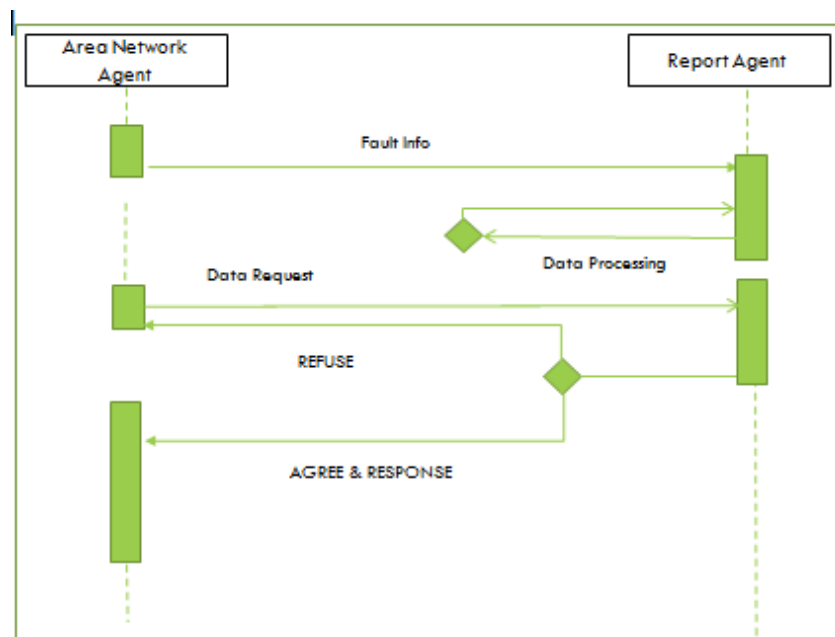 Area Network
Agent
Report Agent
Fault Info
Data Processing
Data Request
REFUSE
AGREE & RESPONSE